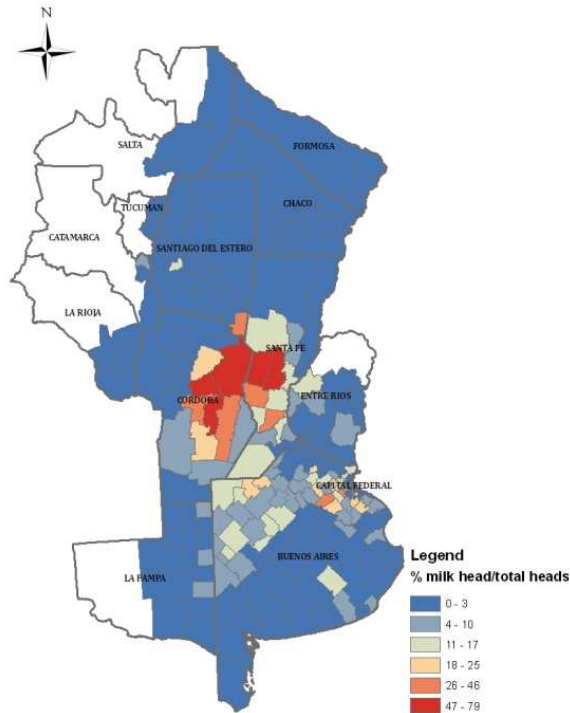 N
SALTA
FORMOSA
TUCUMAN
CHACO
CATAMARCA
SANTIAGO DEL ESTERO
LA RIOJA
SANTA FE
CORDOBA
ENTRE RIOS
CAPITAL FEDERAL
BUENOS AIRES
LA PAMPA
Legend
% milk head/total heads
0 - 3
4 - 10
11 - 17
18 - 25
26 - 46
47 - 79